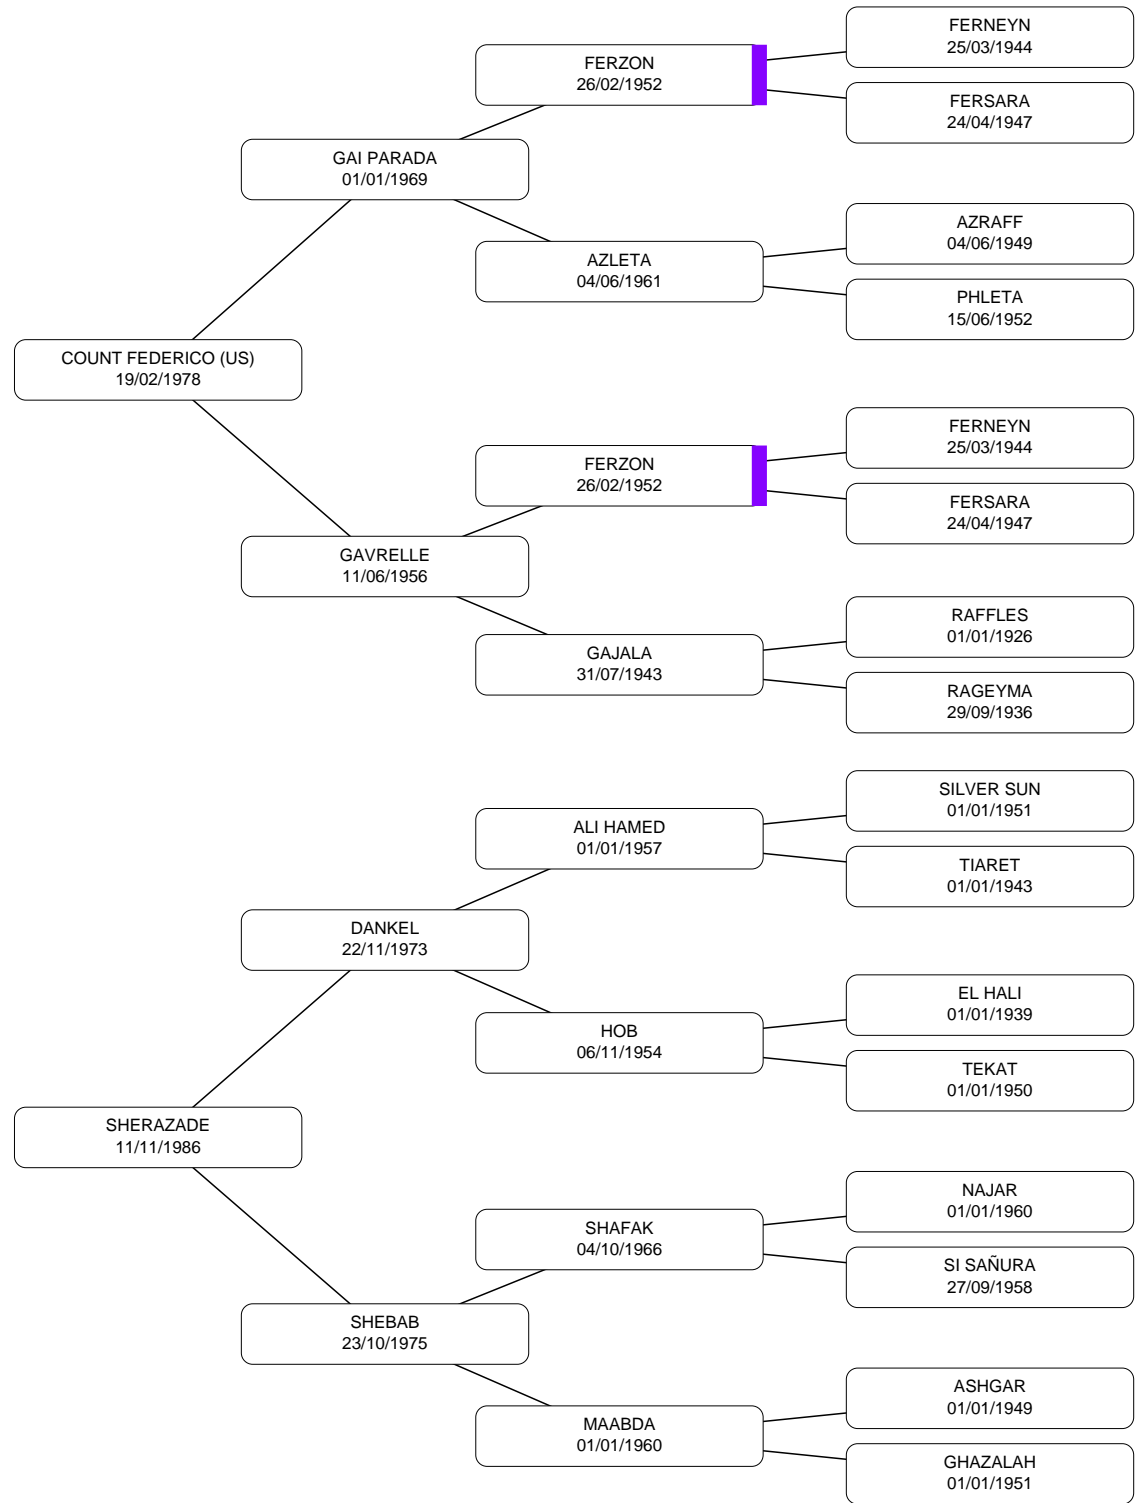 FERNEYN
25/03/1944
FERZON
26/02/1952
FERSARA
24/04/1947
GAI PARADA
01/01/1969
AZRAFF
04/06/1949
AZLETA
04/06/1961
PHLETA
15/06/1952
COUNT FEDERICO (US)
19/02/1978
FERNEYN
25/03/1944
FERZON
26/02/1952
FERSARA
24/04/1947
GAVRELLE
11/06/1956
RAFFLES
01/01/1926
GAJALA
31/07/1943
RAGEYMA
29/09/1936
SILVER SUN
01/01/1951
ALI HAMED
01/01/1957
TIARET
01/01/1943
DANKEL
22/11/1973
EL HALI
01/01/1939
HOB
06/11/1954
TEKAT
01/01/1950
SHERAZADE
11/11/1986
NAJAR
01/01/1960
SHAFAK
04/10/1966
SI SAÑURA
27/09/1958
SHEBAB
23/10/1975
ASHGAR
01/01/1949
MAABDA
01/01/1960
GHAZALAH
01/01/1951